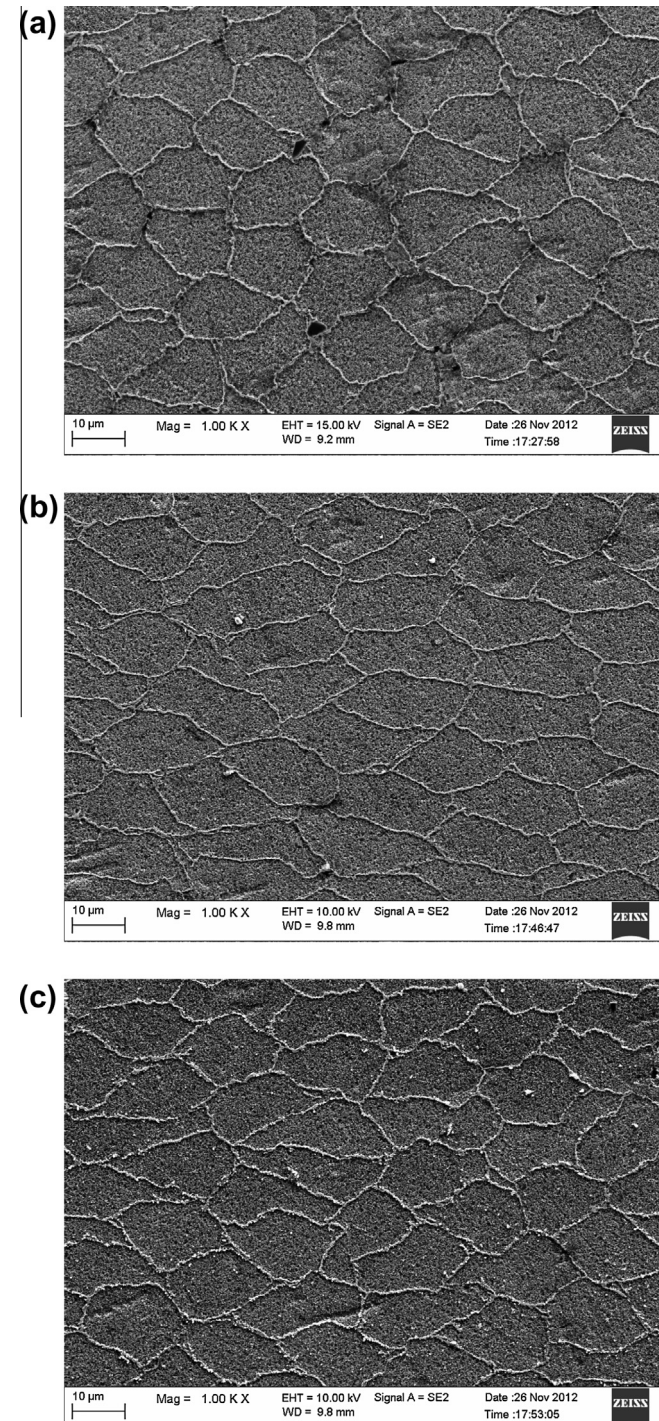 (a)
10 µm Mag = 1.00 K X EHT = 15.00 kV Signal A = SE2 Date :26 Nov 2012 ZEISS
WD = 9.2 mm Time :17:27:58
(b)
10 µm Mag = 1.00 K X EHT = 10.00 kV Signal A = SE2 Date :26 Nov 2012 ZEISS
WD = 9.8 mm Time :17:46:47
(c)
10 µm Mag = 1.00 K X EHT = 10.00 kV Signal A = SE2 Date :26 Nov 2012 ZEISS
WD = 9.8 mm Time :17:53:05